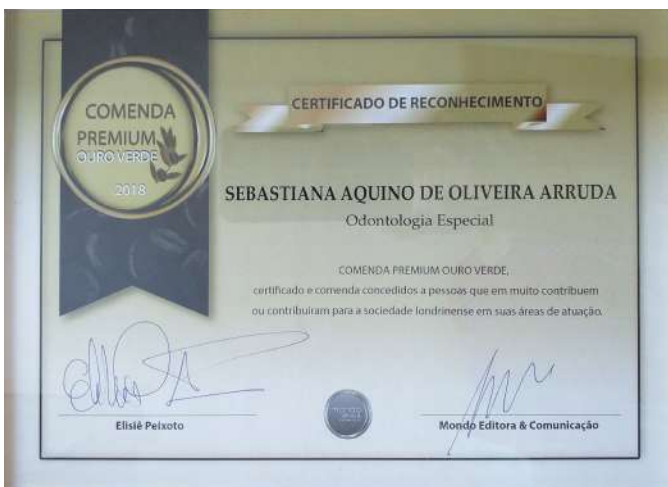 COMENDA
PREMIUM
OURO VERDE
2018
CERTIFICADO DE RECONHECIMENTO
SEBASTIANA AQUINO DE OLIVEIRA ARRUDA
Odontologia Especial
COMENDA PREMIUM OURO VERDE,
certificado e comenda concedidos a pessoas que em muito contribuem
ou contribuiram para a sociedade londrinense em suas áreas de atuação.
Elisiê Peixoto
Mondo Editora & Comunicação